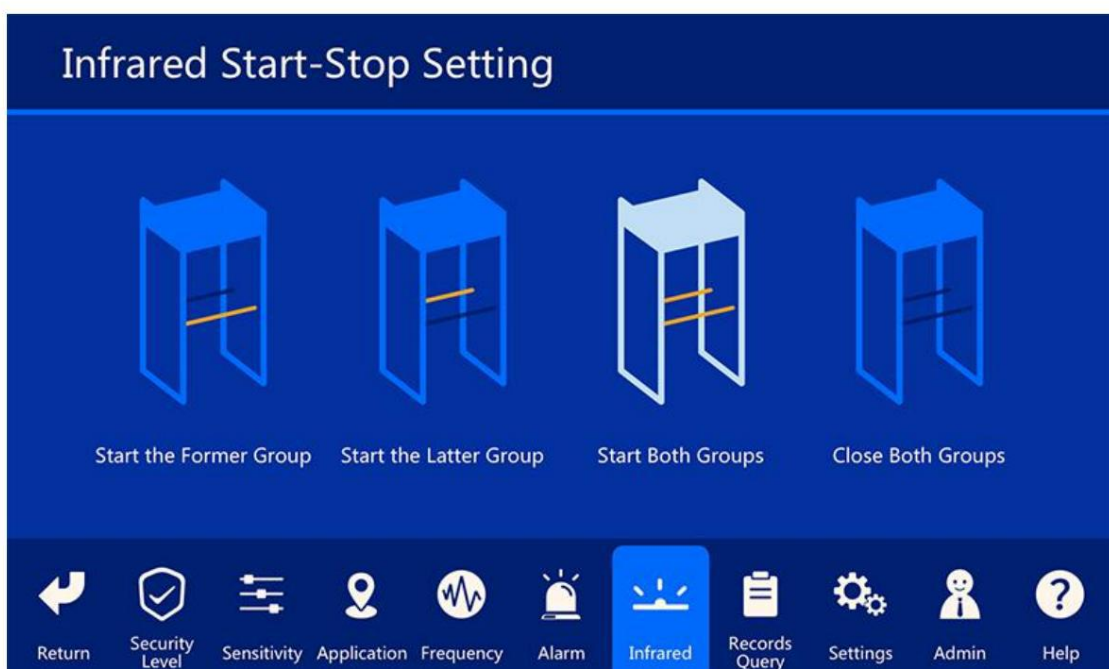 Infrared Start-Stop Setting
Start the Former Group
Start the Latter Group
Start Both Groups
Close Both Groups
Return
Security
Level
Sensitivity
Application
Frequency
Alarm
Infrared
Records
Query
Settings
Admin
Help